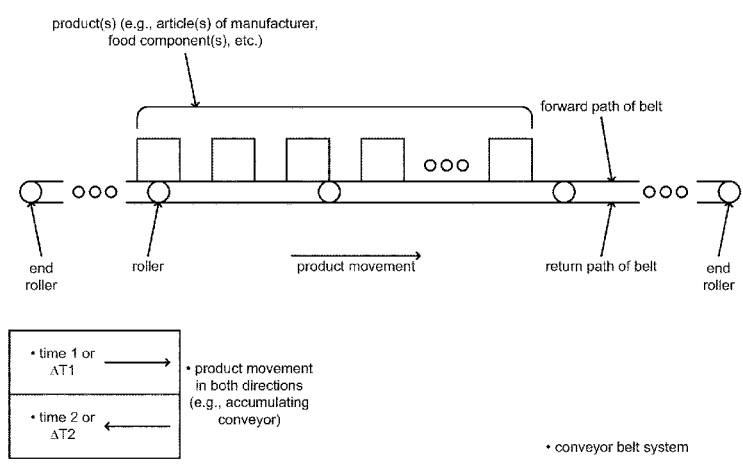 product(s) (e.g., article(s) of manufacturer,
food component(s), etc.)
forward path of belt
end
roller
roller
product movement
return path of belt
end
roller
• time 1 or
ΔT1
• time 2 or
ΔT2
• product movement
in both directions
(e.g., accumulating
conveyor)
• conveyor belt system